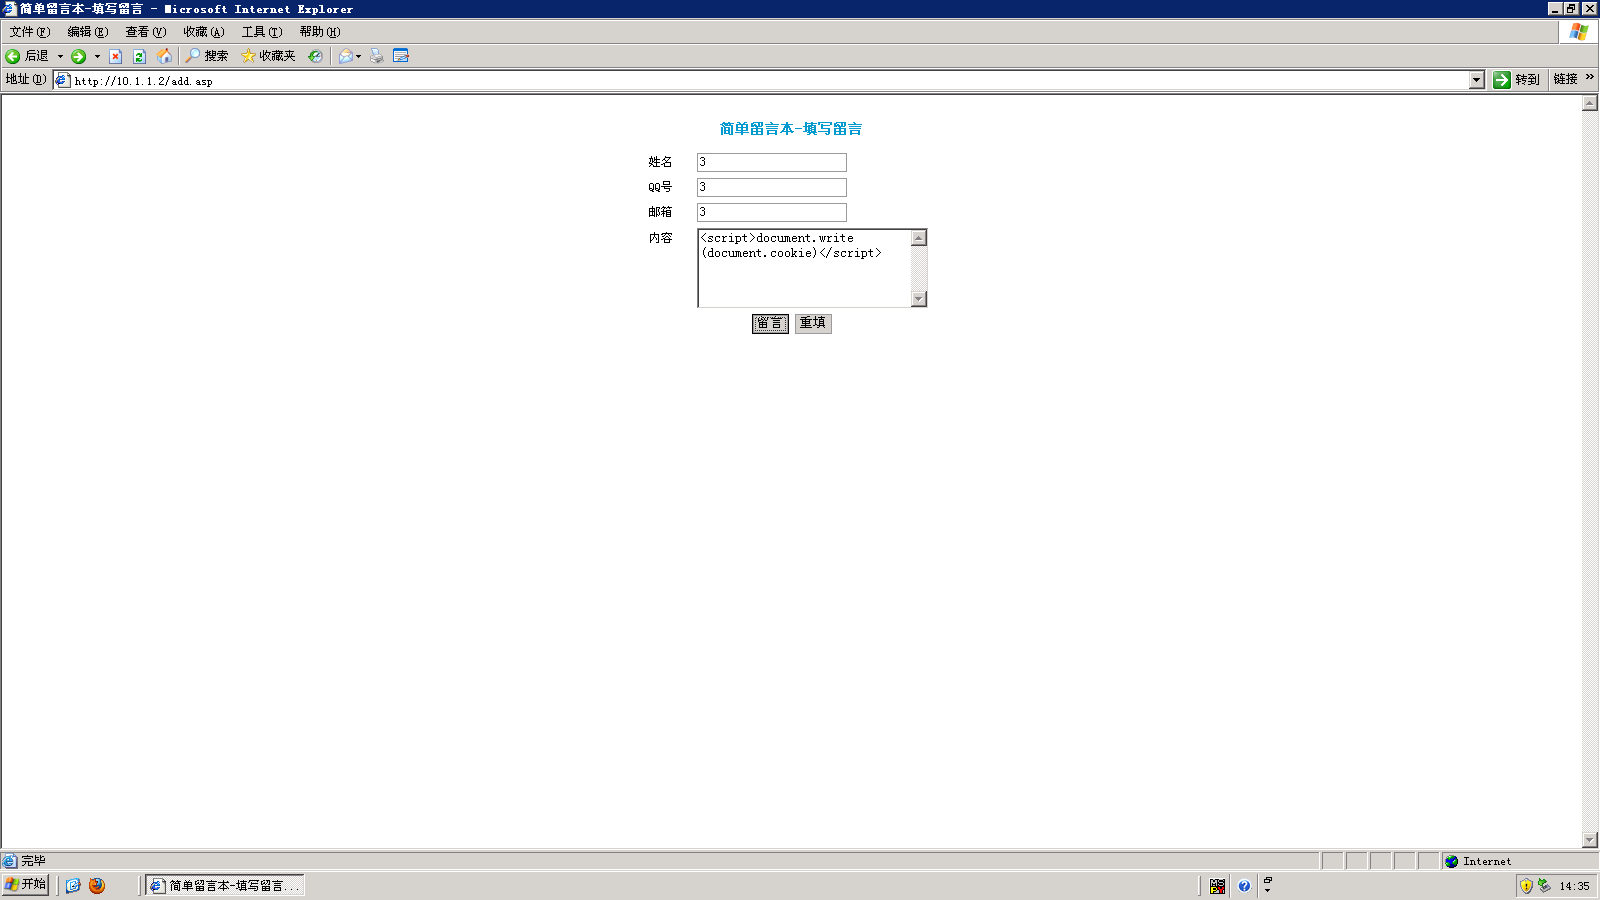 简单留言本-填写留言 - Microsoft Internet Explorer
文件(F) 编辑(E) 查看(V) 收藏(A) 工具(T) 帮助(H)
后退 搜索 收藏夹
地址(D) http://10.1.1.2/add.asp 转到 链接 »
简单留言本-填写留言
姓名 3
QQ号 3
邮箱 3
内容 <script>document.write
(document.cookie)</script>
留言 重填
完毕 Internet
开始 简单留言本-填写留言... 14:35